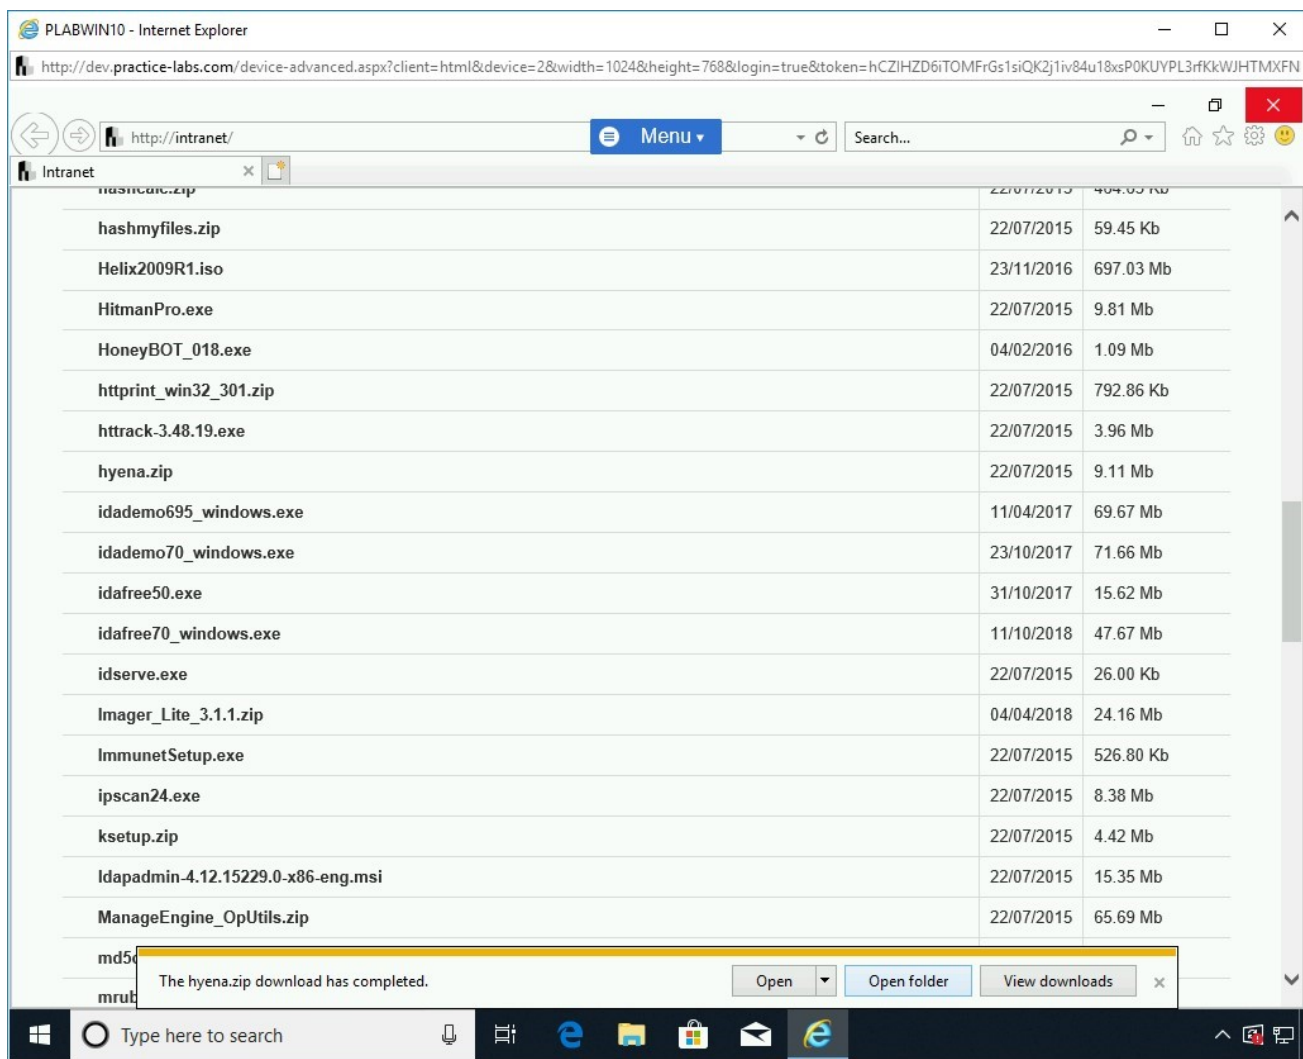 PLABWIN10 - Internet Explorer
http://dev.practice-labs.com/device-advanced.aspx?client=html&device=2&width=1024&height=768&login=true&token=hCZIHZD6iTOMFrGs1siQK2j1iv84u18xsP0KUYPL3rfKkWJHTMXFN
http://intranet/ Menu Search...
Intranet
hashcalc.zip 22/07/2015 464.65 Kb
hashmyfiles.zip 22/07/2015 59.45 Kb
Helix2009R1.iso 23/11/2016 697.03 Mb
HitmanPro.exe 22/07/2015 9.81 Mb
HoneyBOT_018.exe 04/02/2016 1.09 Mb
httprint_win32_301.zip 22/07/2015 792.86 Kb
httrack-3.48.19.exe 22/07/2015 3.96 Mb
hyena.zip 22/07/2015 9.11 Mb
idademo695_windows.exe 11/04/2017 69.67 Mb
idademo70_windows.exe 23/10/2017 71.66 Mb
idafree50.exe 31/10/2017 15.62 Mb
idafree70_windows.exe 11/10/2018 47.67 Mb
idserve.exe 22/07/2015 26.00 Kb
Imager_Lite_3.1.1.zip 04/04/2018 24.16 Mb
ImmunetSetup.exe 22/07/2015 526.80 Kb
ipscan24.exe 22/07/2015 8.38 Mb
ksetup.zip 22/07/2015 4.42 Mb
ldapadmin-4.12.15229.0-x86-eng.msi 22/07/2015 15.35 Mb
ManageEngine_OpUtils.zip 22/07/2015 65.69 Mb
md5
The hyena.zip download has completed. Open Open folder View downloads
mrub
Type here to search